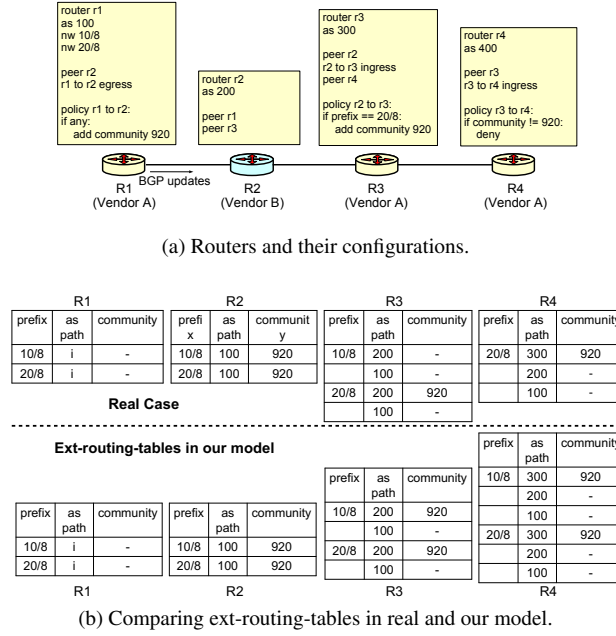 router r1
as 100
nw 10/8
nw 20/8
peer r2
r1 to r2 egress
policy r1 to r2:
if any:
add community 920
router r2
as 200
peer r1
peer r3
router r3
as 300
peer r2
r2 to r3 ingress
peer r4
policy r2 to r3:
if prefix == 20/8:
add community 920
router r4
as 400
peer r3
r3 to r4 ingress
policy r3 to r4:
if community != 920:
deny
BGP updates
R1
(Vendor A)
R2
(Vendor B)
R3
(Vendor A)
R4
(Vendor A)
(a) Routers and their configurations.
R1
prefix as path community
10/8 i -
20/8 i -
R2
prefi x as path communit y
10/8 100 920
20/8 100 920
R3
prefix as path community
10/8 200 -
100 -
20/8 200 920
100 -
R4
prefix as path community
20/8 300 920
200 -
100 -
Real Case
Ext-routing-tables in our model
prefix as path community
10/8 i -
20/8 i -
R1
prefix as path community
10/8 100 920
20/8 100 920
R2
prefix as path community
10/8 200 920
100 -
20/8 200 920
100 -
R3
prefix as path community
10/8 300 920
200 -
100 -
20/8 300 920
200 -
100 -
R4
(b) Comparing ext-routing-tables in real and our model.